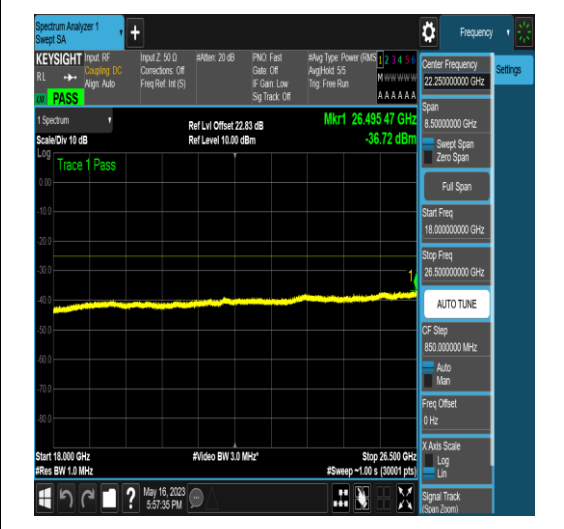 Spectrum Analyzer 1
Swept SA
+
Frequency
KEYSIGHT
RL
PASS
Input: RF
Coupling: DC
Align: Auto
Input Z: 50 Ω
Corrections: Off
Freq Ref: Int (S)
#Atten: 20 dB
PNO: Fast
Gate: Off
IF Gain: Low
Sig Track: Off
#Avg Type: Power (RMS
Avg|Hold: 5/5
Trig: Free Run
1 2 3 4 5 6
M w w w w w
A A A A A A
1 Spectrum
Scale/Div 10 dB
Ref Lvl Offset 22.83 dB
Ref Level 10.00 dBm
Mkr1 26.495 47 GHz
-36.72 dBm
Log
Trace 1 Pass
0.00
-10.0
-20.0
-30.0
-40.0
-50.0
-60.0
-70.0
-80.0
1
Start 18.000 GHz
#Res BW 1.0 MHz
#Video BW 3.0 MHz*
Stop 26.500 GHz
#Sweep ~1.00 s (30001 pts)
Center Frequency
22.250000000 GHz
Settings
Span
8.50000000 GHz
Swept Span
Zero Span
Full Span
Start Freq
18.000000000 GHz
Stop Freq
26.500000000 GHz
AUTO TUNE
CF Step
850.000000 MHz
Auto
Man
Freq Offset
0 Hz
X Axis Scale
Log
Lin
Signal Track
(Span Zoom)
?
May 16, 2023
5:57:35 PM